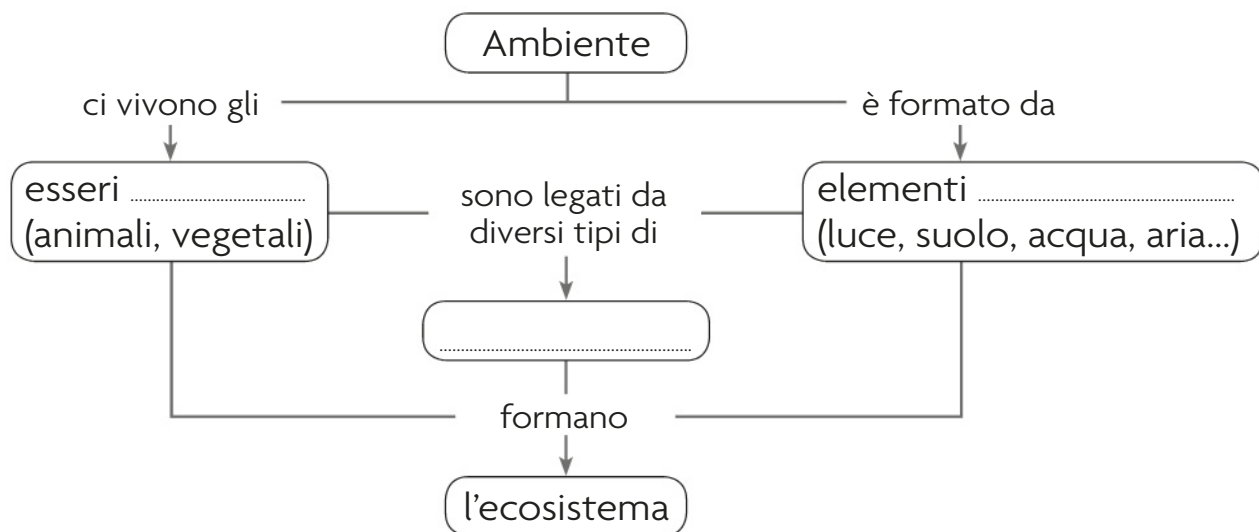 Ambiente
ci vivono gli
è formato da
esseri ........................
(animali, vegetali)
sono legati da
diversi tipi di
elementi ........................
(luce, suolo, acqua, aria...)
........................
formano
l'ecosistema